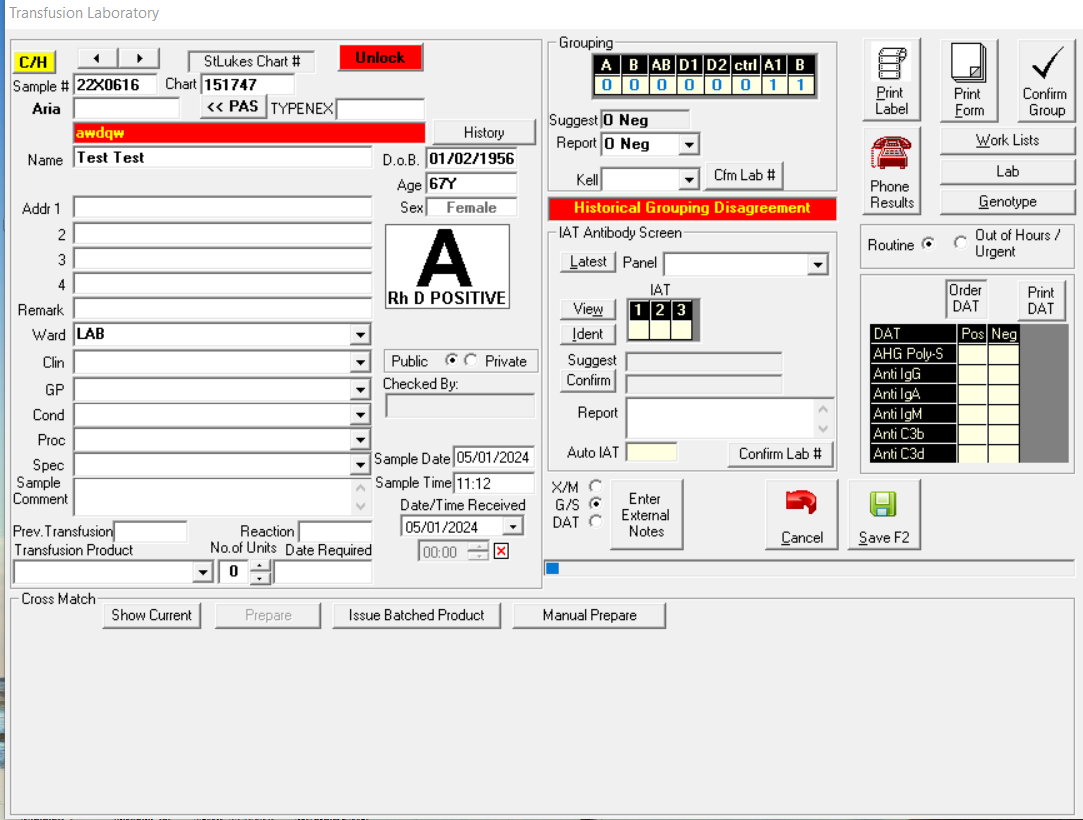 Transfusion Laboratory
C/H
StLukes Chart #
Unlock
Sample # 22X0616 Chart 151747
Aria << PAS TYPENEX
awdqw History
Name Test Test D.o.B. 01/02/1956
Age 67Y
Sex Female
Addr 1
2
3
4
A
Rh D POSITIVE
Remark
Ward LAB
Clin Public Private
GP Checked By:
Cond
Proc
Spec Sample Date 05/01/2024
Sample
Comment
Sample Time 11:12
Date/Time Received
05/01/2024
00:00
Prev.Transfusion Reaction
Transfusion Product No.of Units Date Required
0
Grouping
A B AB D1 D2 ctrl A1 B
0 0 0 0 0 0 1 1
Suggest O Neg
Report O Neg
Kell Cfm Lab #
Historical Grouping Disagreement
IAT Antibody Screen
Latest Panel
IAT
View 1 2 3
Ident
Suggest
Confirm
Report
Auto IAT Confirm Lab #
X/M
G/S
DAT
Enter
External
Notes
Cancel
Save F2
Print
Label
Print
Form
Confirm
Group
Phone
Results
Work Lists
Lab
Genotype
Routine Out of Hours /
Urgent
Order
DAT
Print
DAT
DAT Pos Neg
AHG Poly-S
Anti IgG
Anti IgA
Anti IgM
Anti C3b
Anti C3d
Cross Match
Show Current Prepare Issue Batched Product Manual Prepare